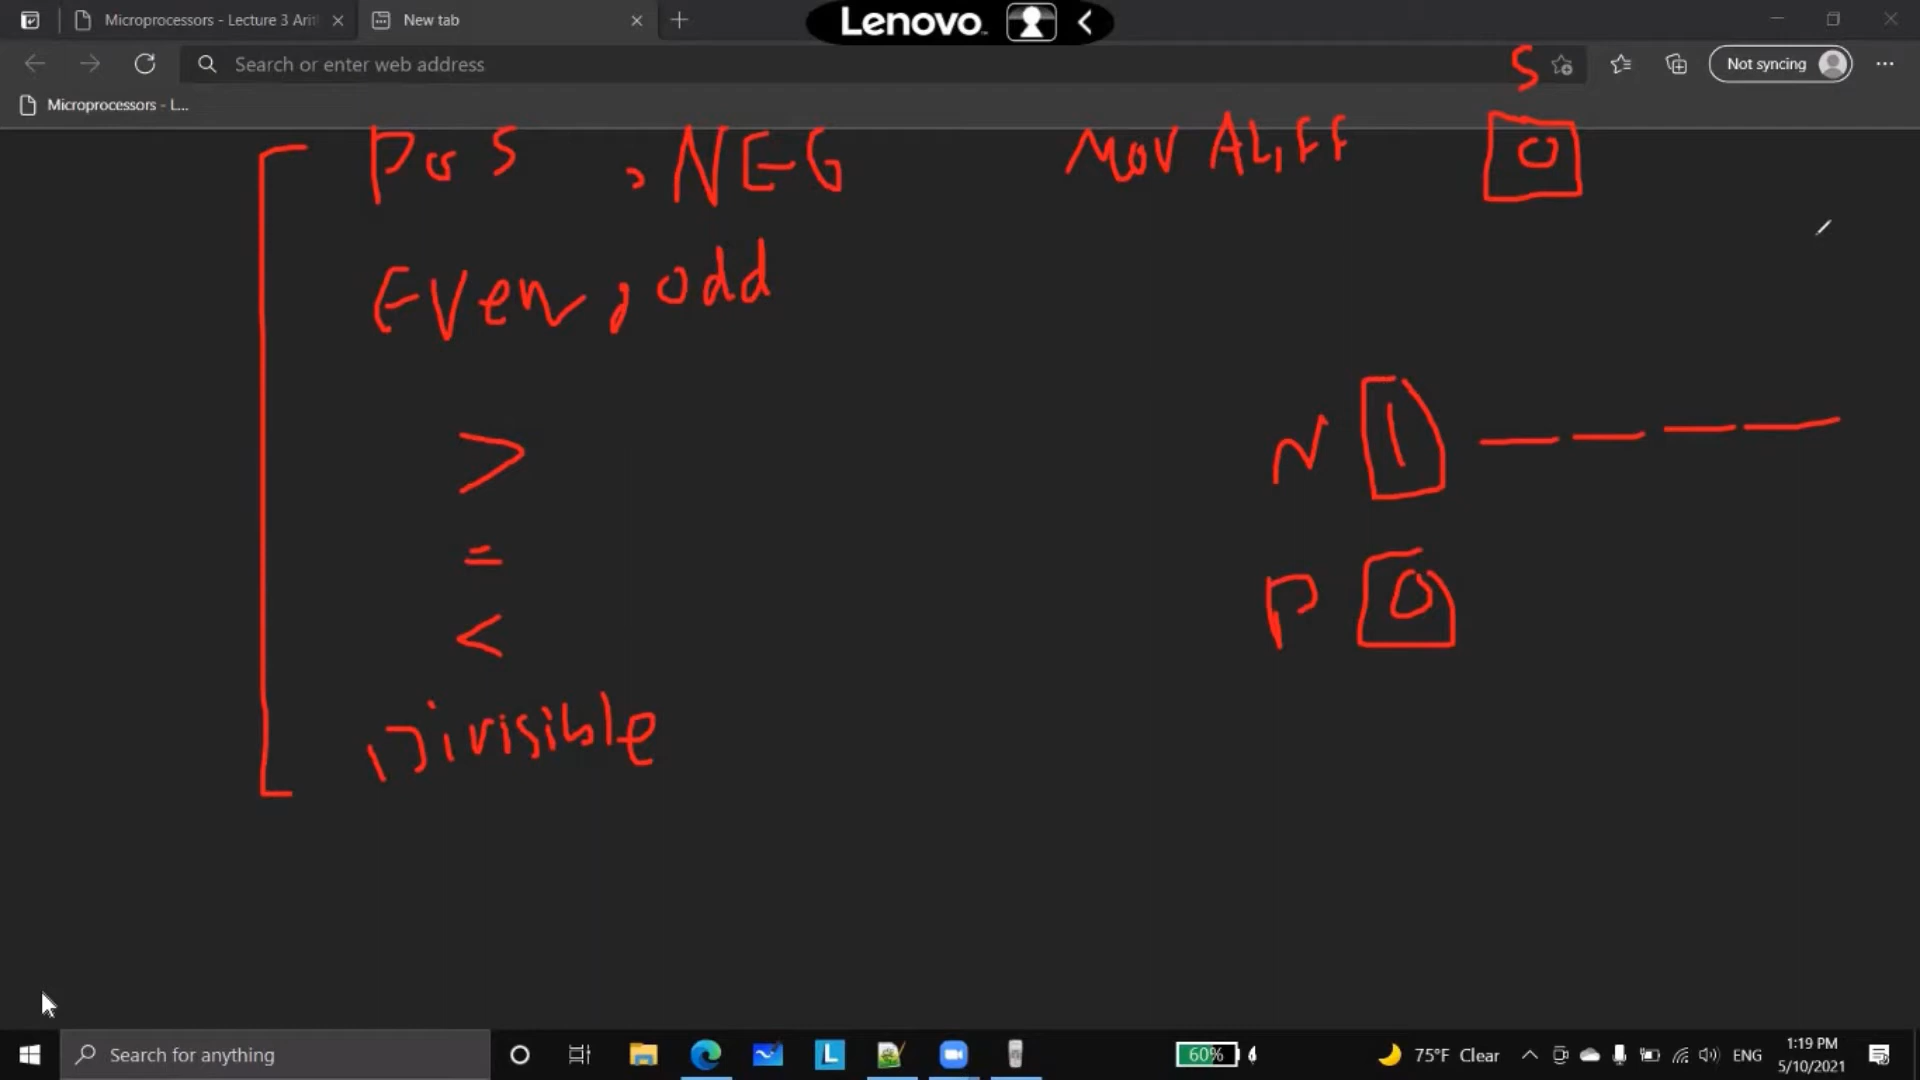 Microprocessors - Lecture 3 Arit
New tab
Lenovo
Search or enter web address
S
Not syncing
Microprocessors - L...
Pos , NEG
MOV AL, FF
0
Even, odd
>
N 1
=
P 0
<
Divisible
Search for anything
L
60%
75°F Clear
ENG
1:19 PM
5/10/2021